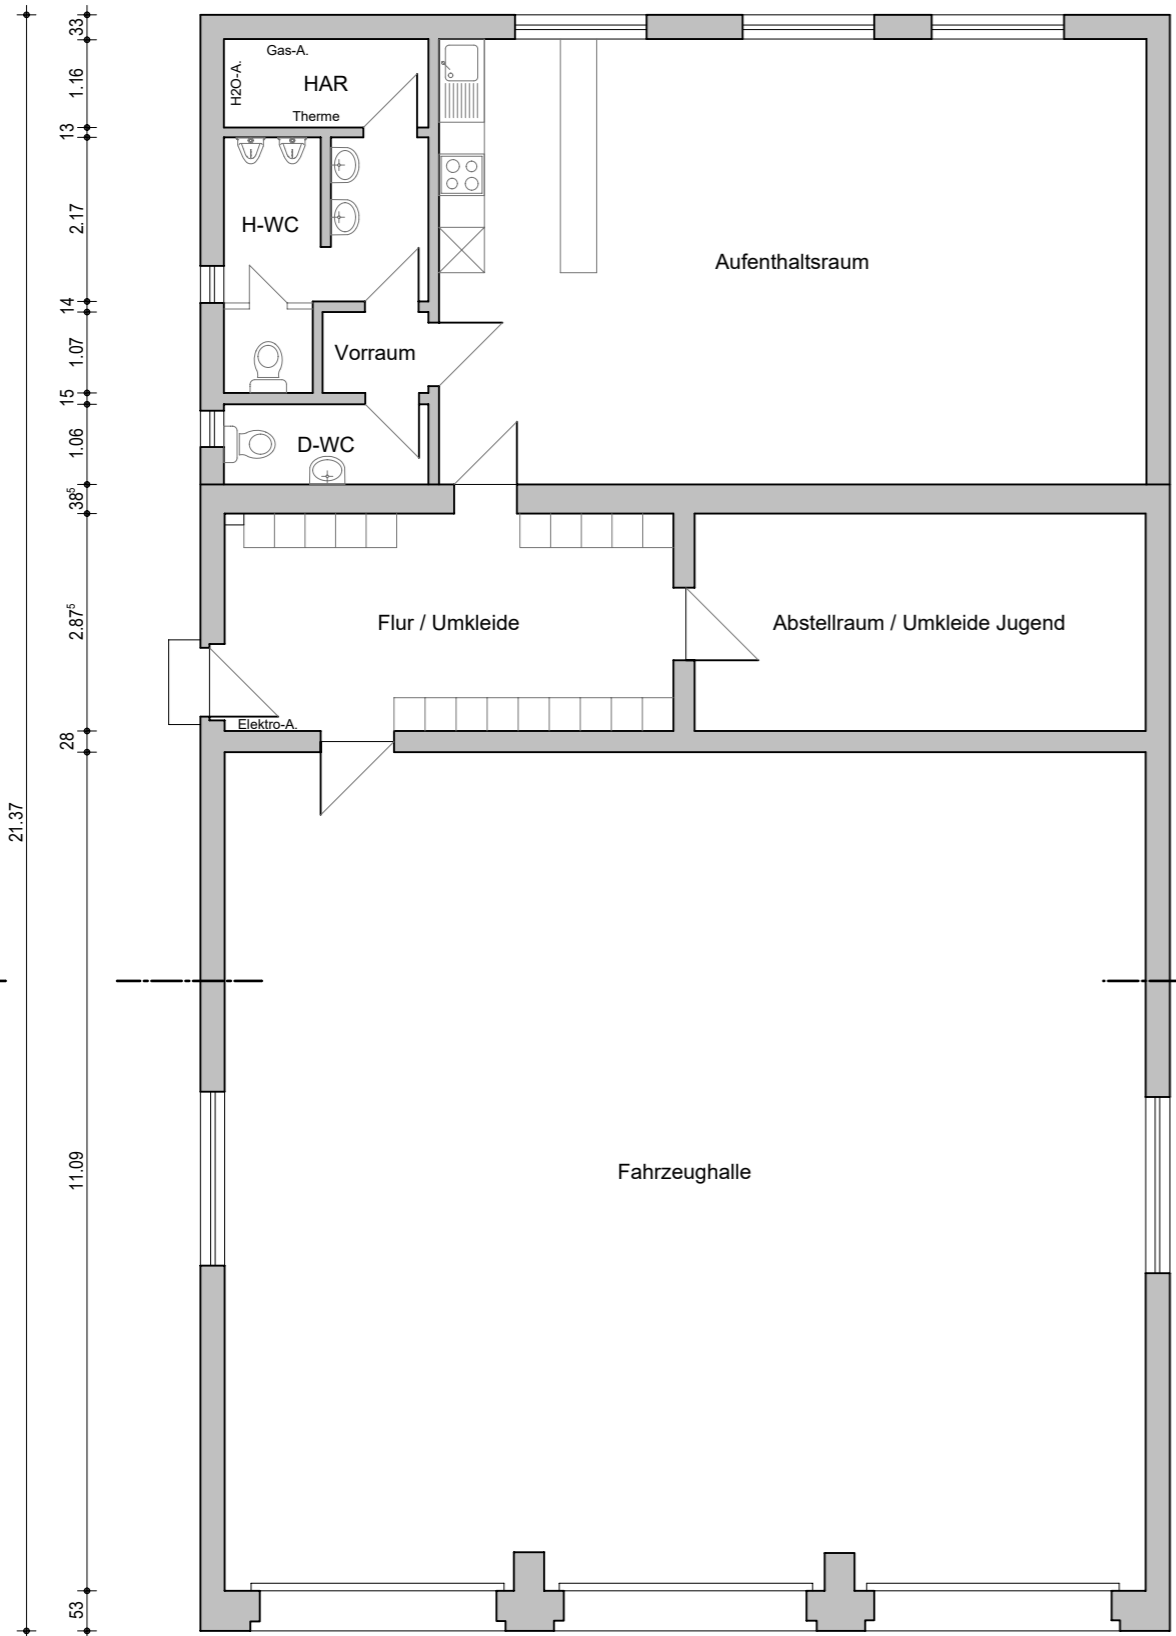 33
1.16
13
2.17
14
1.07
15
1.06
38⁵
2.87⁵
28
11.09
53
21.37
Gas-A.
H2O-A.
HAR
Therme
H-WC
Aufenthaltsraum
Vorraum
D-WC
Flur / Umkleide
Abstellraum / Umkleide Jugend
Elektro-A.
Fahrzeughalle